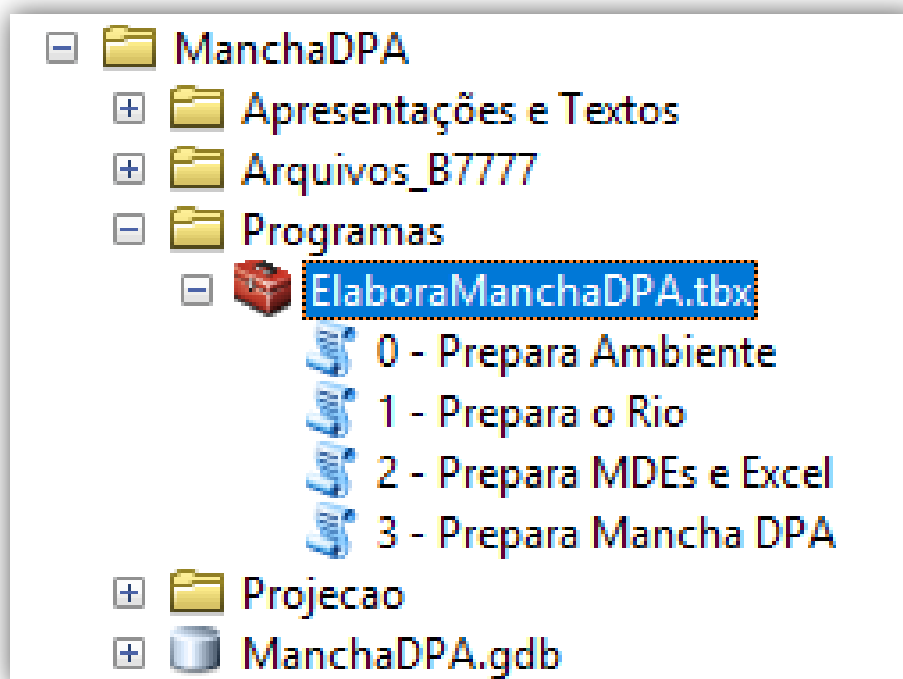 ManchaDPA
Apresentações e Textos
Arquivos_B7777
Programas
ElaboraManchaDPA.tbx
0 - Prepara Ambiente
1 - Prepara o Rio
2 - Prepara MDEs e Excel
3 - Prepara Mancha DPA
Projecao
ManchaDPA.gdb